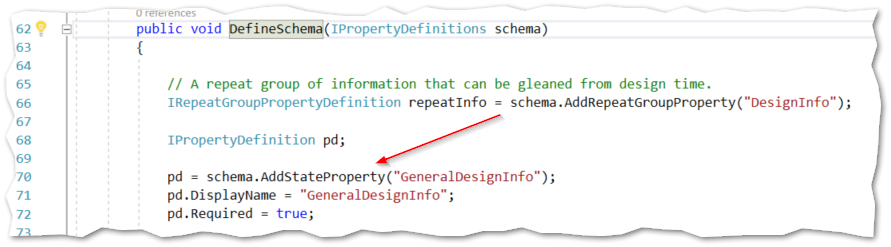 0 references
62 public void DefineSchema(IPropertyDefinitions schema)
63 {
64
65 // A repeat group of information that can be gleaned from design time.
66 IRepeatGroupPropertyDefinition repeatInfo = schema.AddRepeatGroupProperty("DesignInfo");
67
68 IPropertyDefinition pd;
69
70 pd = schema.AddStateProperty("GeneralDesignInfo");
71 pd.DisplayName = "GeneralDesignInfo";
72 pd.Required = true;
73